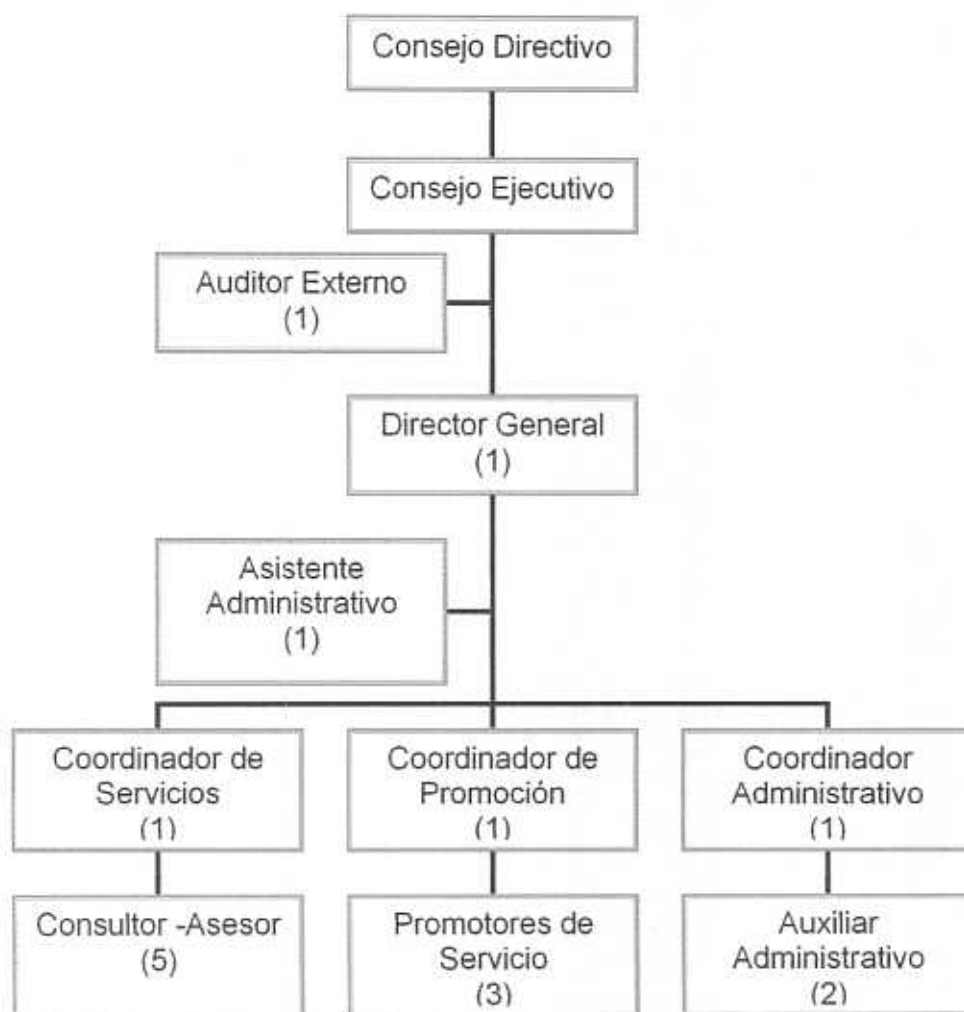 Consejo Directivo
Consejo Ejecutivo
Auditor Externo
(1)
Director General
(1)
Asistente
Administrativo
(1)
Coordinador de
Servicios
(1)
Coordinador de
Promoción
(1)
Coordinador
Administrativo
(1)
Consultor -Asesor
(5)
Promotores de
Servicio
(3)
Auxiliar
Administrativo
(2)